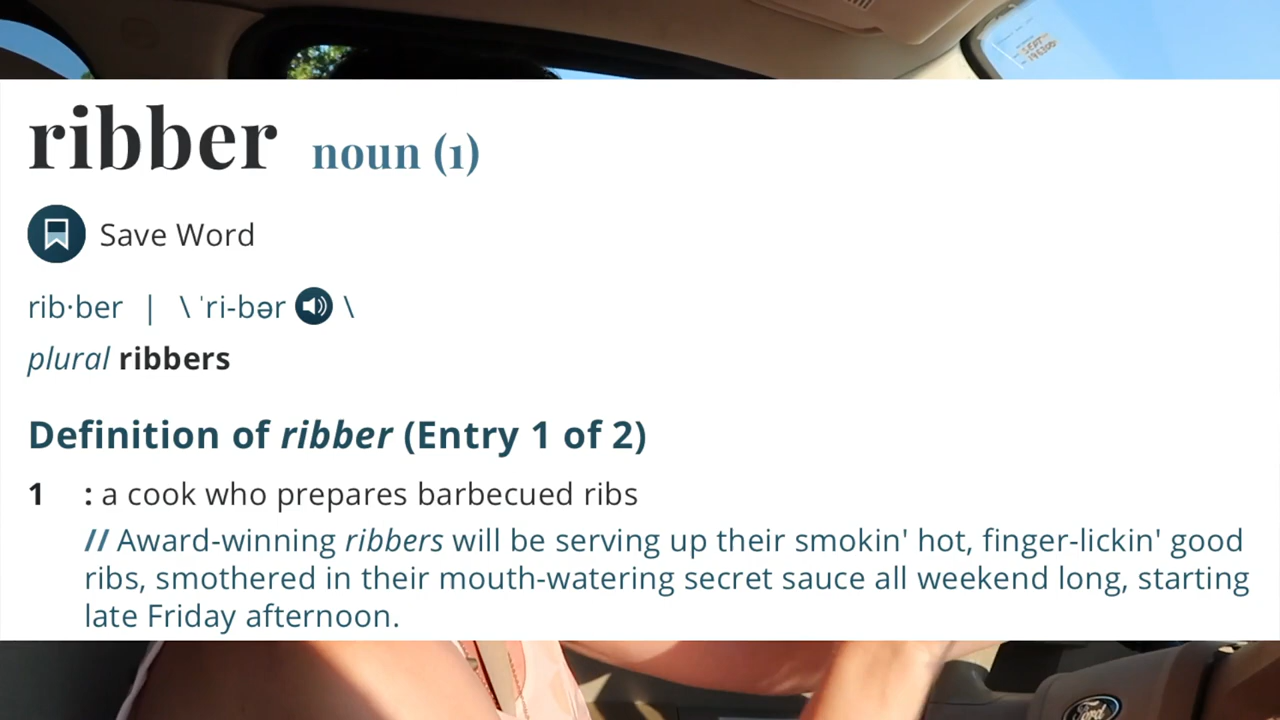 ribber noun (1)
Save Word
rib·ber | \ ˈri-bər \
plural ribbers
Definition of ribber (Entry 1 of 2)
1 : a cook who prepares barbecued ribs
// Award-winning ribbers will be serving up their smokin' hot, finger-lickin' good
ribs, smothered in their mouth-watering secret sauce all weekend long, starting
late Friday afternoon.
Ford